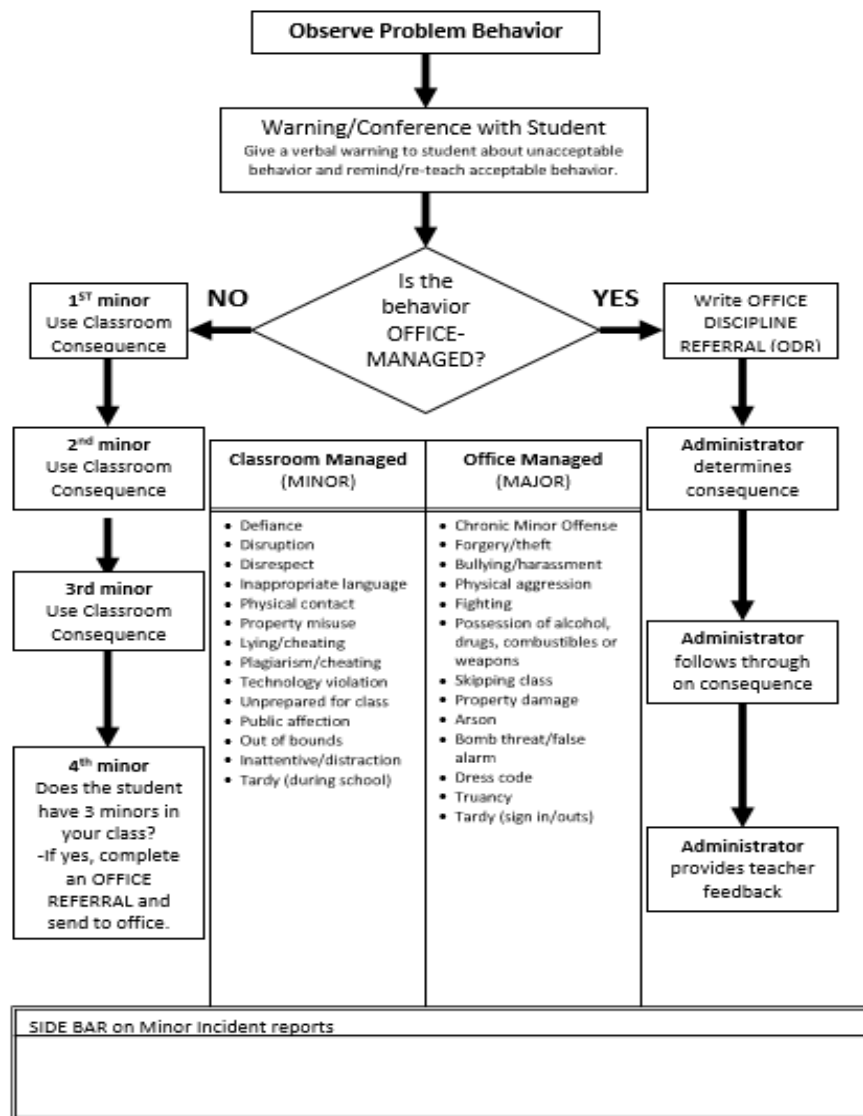 Observe Problem Behavior
Warning/Conference with Student
Give a verbal warning to student about unacceptable
behavior and remind/re-teach acceptable behavior.
Is the
behavior
OFFICE-
MANAGED?
NO
YES
1ST minor
Use Classroom
Consequence
2nd minor
Use Classroom
Consequence
3rd minor
Use Classroom
Consequence
4th minor
Does the student
have 3 minors in
your class?
-If yes, complete
an OFFICE
REFERRAL and
send to office.
Classroom Managed
(MINOR)
• Defiance
• Disruption
• Disrespect
• Inappropriate language
• Physical contact
• Property misuse
• Lying/cheating
• Plagiarism/cheating
• Technology violation
• Unprepared for class
• Public affection
• Out of bounds
• Inattentive/distraction
• Tardy (during school)
Office Managed
(MAJOR)
• Chronic Minor Offense
• Forgery/theft
• Bullying/harassment
• Physical aggression
• Fighting
• Possession of alcohol,
drugs, combustibles or
weapons
• Skipping class
• Property damage
• Arson
• Bomb threat/false
alarm
• Dress code
• Truancy
• Tardy (sign in/outs)
Write OFFICE
DISCIPLINE
REFERRAL (ODR)
Administrator
determines
consequence
Administrator
follows through
on consequence
Administrator
provides teacher
feedback
SIDE BAR on Minor Incident reports